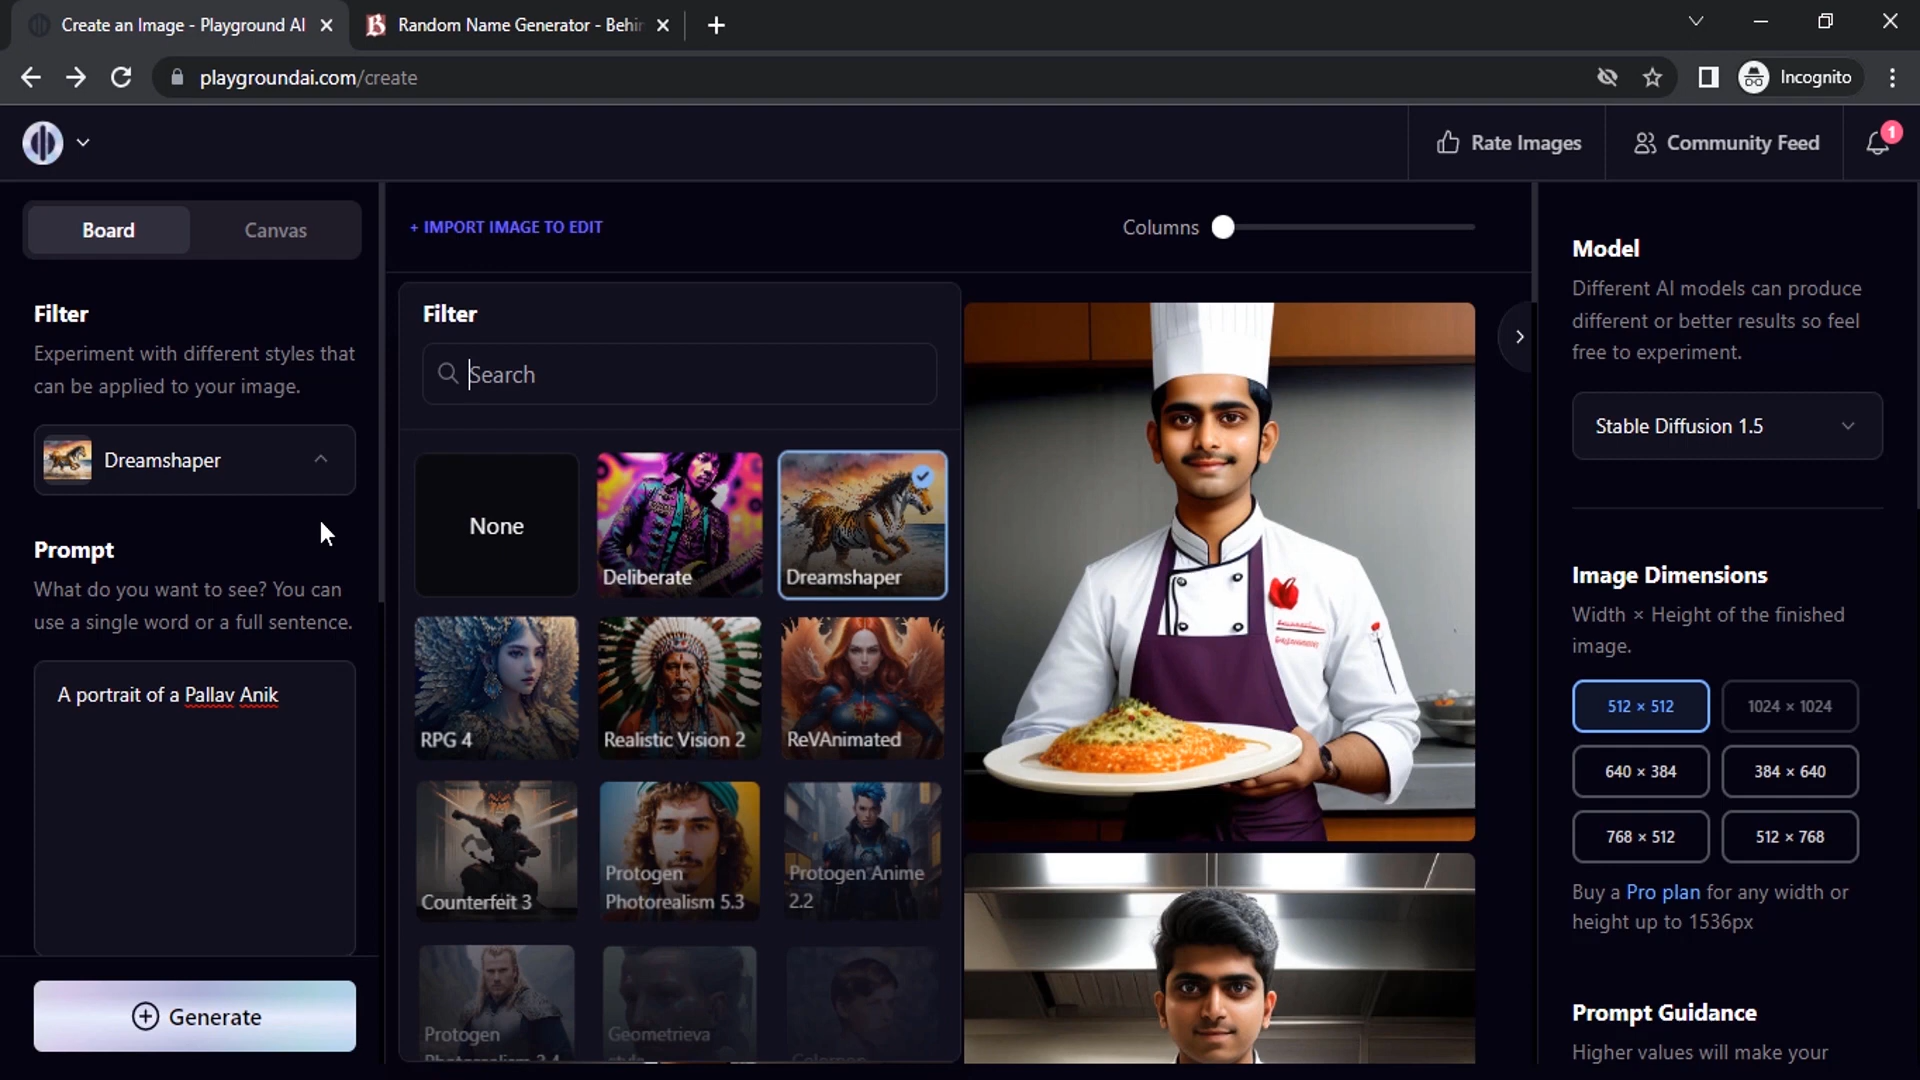 Create an Image - Playground AI
Random Name Generator - Behin
playgroundai.com/create
Incognito
Rate Images
Community Feed
1
Board
Canvas
+ IMPORT IMAGE TO EDIT
Columns
Filter
Experiment with different styles that
can be applied to your image.
Dreamshaper
Prompt
What do you want to see? You can
use a single word or a full sentence.
A portrait of a Pallav Anik
Generate
Filter
Search
None
Deliberate
Dreamshaper
RPG 4
Realistic Vision 2
ReVAnimated
Counterfeit 3
Protogen
Photorealism 5.3
Protogen Anime
2.2
Protogen
Photorealism 3.4
Geometrieva
style
Model
Different AI models can produce
different or better results so feel
free to experiment.
Stable Diffusion 1.5
Image Dimensions
Width × Height of the finished
image.
512 × 512
1024 × 1024
640 × 384
384 × 640
768 × 512
512 × 768
Buy a Pro plan for any width or
height up to 1536px
Prompt Guidance
Higher values will make your